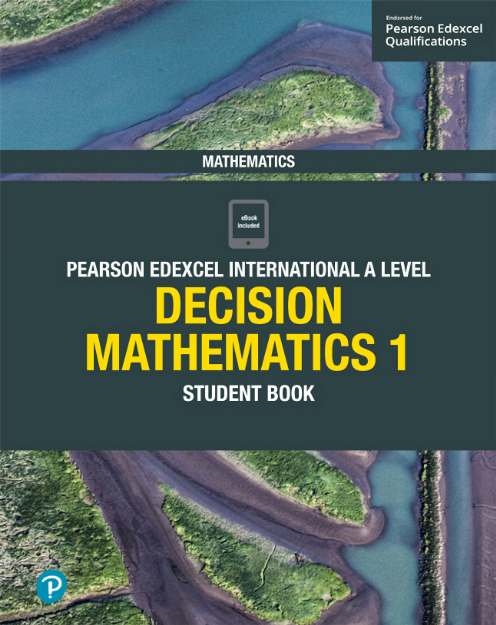 Endorsed for
Pearson Edexcel
Qualifications
MATHEMATICS
eBook
included
PEARSON EDEXCEL INTERNATIONAL A LEVEL
DECISION
MATHEMATICS 1
STUDENT BOOK
P